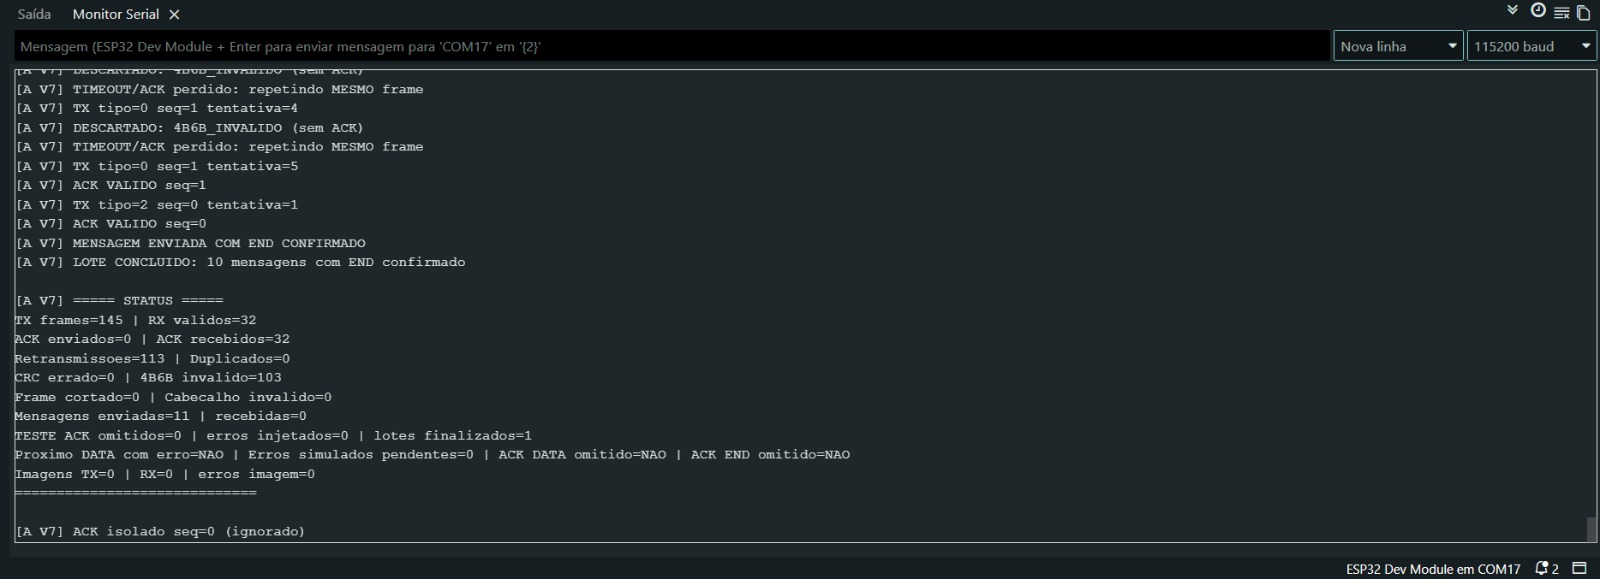 Saída Monitor Serial
Mensagem (ESP32 Dev Module + Enter para enviar mensagem para 'COM17' em '{2}'
Nova linha
115200 baud
[A V7] DESCARTADO: 4B6B_INVALIDO (sem ACK)
[A V7] TIMEOUT/ACK perdido: repetindo MESMO frame
[A V7] TX tipo=0 seq=1 tentativa=4
[A V7] DESCARTADO: 4B6B_INVALIDO (sem ACK)
[A V7] TIMEOUT/ACK perdido: repetindo MESMO frame
[A V7] TX tipo=0 seq=1 tentativa=5
[A V7] ACK VALIDO seq=1
[A V7] TX tipo=2 seq=0 tentativa=1
[A V7] ACK VALIDO seq=0
[A V7] MENSAGEM ENVIADA COM END CONFIRMADO
[A V7] LOTE CONCLUIDO: 10 mensagens com END confirmado
[A V7] ===== STATUS =====
TX frames=145 | RX validos=32
ACK enviados=0 | ACK recebidos=32
Retransmissoes=113 | Duplicados=0
CRC errado=0 | 4B6B invalido=103
Frame cortado=0 | Cabecalho invalido=0
Mensagens enviadas=11 | recebidas=0
TESTE ACK omitidos=0 | erros injetados=0 | lotes finalizados=1
Proximo DATA com erro=NAO | Erros simulados pendentes=0 | ACK DATA omitido=NAO | ACK END omitido=NAO
Imagens TX=0 | RX=0 | erros imagem=0
=============================
[A V7] ACK isolado seq=0 (ignorado)
ESP32 Dev Module em COM17 2